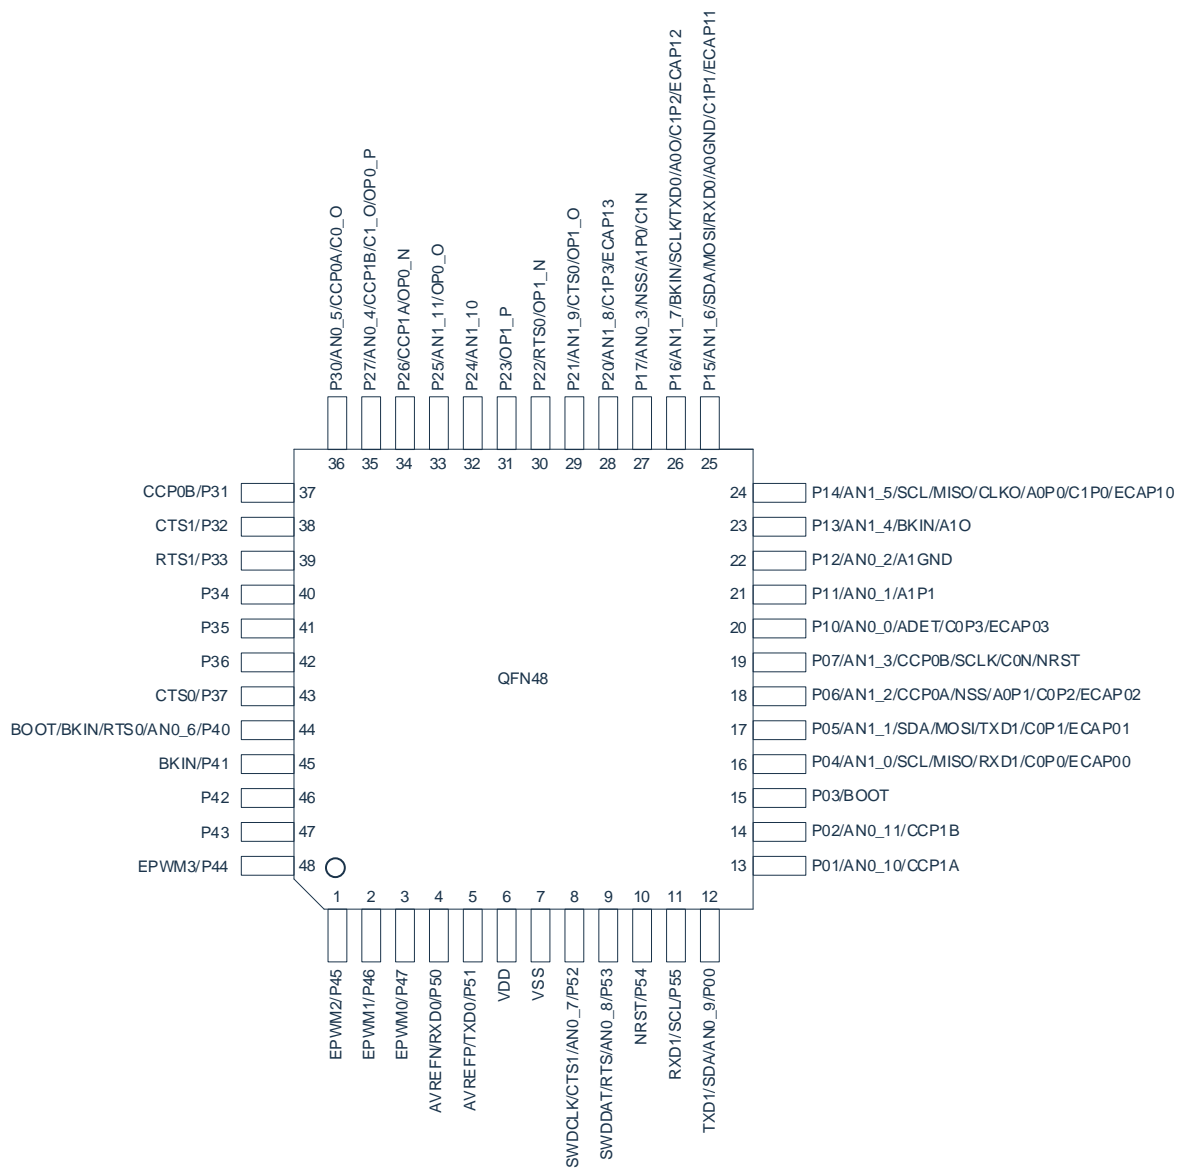 P30/AN0_5/CCP0A/C0_O
P27/AN0_4/CCP1B/C1_O/OP0_P
P26/CCP1A/OP0_N
P25/AN1_11/OP0_O
P24/AN1_10
P23/OP1_P
P22/RTS0/OP1_N
P21/AN1_9/CTS0/OP1_O
P20/AN1_8/C1P3/ECAP13
P17/AN0_3/NSS/A1P0/C1N
P16/AN1_7/BKIN/SCLK/TXD0/A0O/C1P2/ECAP12
P15/AN1_6/SDA/MOSI/RXD0/A0GND/C1P1/ECAP11
36 35 34 33 32 31 30 29 28 27 26 25
CCP0B/P31 37
CTS1/P32 38
RTS1/P33 39
P34 40
P35 41
P36 42
CTS0/P37 43
BOOT/BKIN/RTS0/AN0_6/P40 44
BKIN/P41 45
P42 46
P43 47
EPWM3/P44 48
QFN48
24 P14/AN1_5/SCL/MISO/CLKO/A0P0/C1P0/ECAP10
23 P13/AN1_4/BKIN/A1O
22 P12/AN0_2/A1GND
21 P11/AN0_1/A1P1
20 P10/AN0_0/ADET/C0P3/ECAP03
19 P07/AN1_3/CCP0B/SCLK/C0N/NRST
18 P06/AN1_2/CCP0A/NSS/A0P1/C0P2/ECAP02
17 P05/AN1_1/SDA/MOSI/TXD1/C0P1/ECAP01
16 P04/AN1_0/SCL/MISO/RXD1/C0P0/ECAP00
15 P03/BOOT
14 P02/AN0_11/CCP1B
13 P01/AN0_10/CCP1A
1 2 3 4 5 6 7 8 9 10 11 12
EPWM2/P45
EPWM1/P46
EPWM0/P47
AVREFN/RXD0/P50
AVREFP/TXD0/P51
VDD
VSS
SWDCLK/CTS1/AN0_7/P52
SWDDAT/RTS/AN0_8/P53
NRST/P54
RXD1/SCL/P55
TXD1/SDA/AN0_9/P00